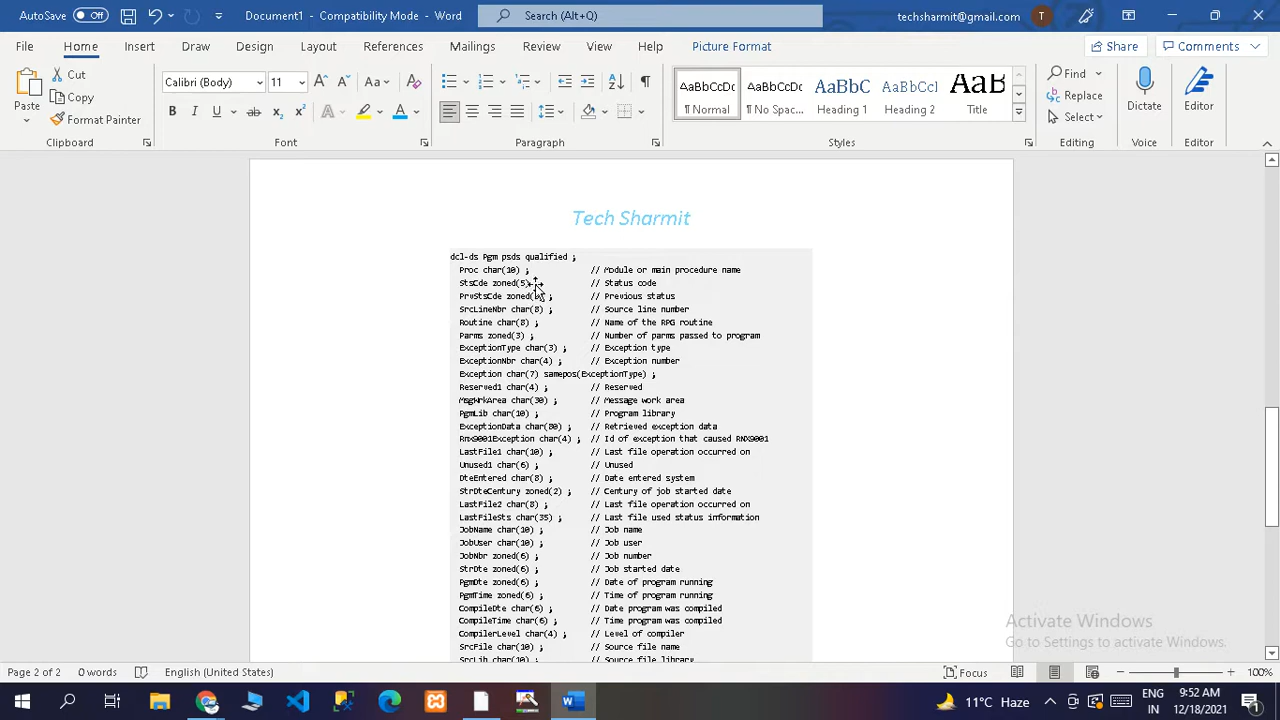 AutoSave Off
Document1 - Compatibility Mode - Word
Search (Alt+Q)
techsharmit@gmail.com
T
File Home Insert Draw Design Layout References Mailings Review View Help Picture Format
Share Comments
Paste
Cut
Copy
Format Painter
Calibri (Body) 11
AaBbCcDc AaBbCcDc AaBbC AaBbCcI AaB
¶ Normal ¶ No Spac... Heading 1 Heading 2 Title
Find
Replace
Select
Dictate
Editor
Clipboard Font Paragraph Styles Editing Voice Editor
Tech Sharmit
dcl-ds Pgm psds qualified ;
Proc char(10) ; // Module or main procedure name
StsCde zoned(5) // Status code
PrvStsCde zoned( ; // Previous status
SrcLineNbr char(8) ; // Source line number
Routine char(8) ; // Name of the RPG routine
Parms zoned(3) ; // Number of parms passed to program
ExceptionType char(3) ; // Exception type
ExceptionNbr char(4) ; // Exception number
Exception char(7) samepos(ExceptionType) ;
Reserved1 char(4) ; // Reserved
MsgWrkArea char(30) ; // Message work area
PgmLib char(10) ; // Program library
ExceptionData char(80) ; // Retrieved exception data
Rnx9001Exception char(4) ; // Id of exception that caused RNX9001
LastFile1 char(10) ; // Last file operation occurred on
Unused1 char(6) ; // Unused
DteEntered char(8) ; // Date entered system
StrDteCentury zoned(2) ; // Century of job started date
LastFile2 char(8) ; // Last file operation occurred on
LastFileSts char(35) ; // Last file used status information
JobName char(10) ; // Job name
JobUser char(10) ; // Job user
JobNbr zoned(6) ; // Job number
StrDte zoned(6) ; // Job started date
PgmDte zoned(6) ; // Date of program running
PgmTime zoned(6) ; // Time of program running
CompileDte char(6) ; // Date program was compiled
CompileTime char(6) ; // Time program was compiled
CompilerLevel char(4) ; // Level of compiler
SrcFile char(10) ; // Source file name
SrcLib char(10) ; // Source file library
Activate Windows
Go to Settings to activate Windows.
Page 2 of 2 0 words English (United States) Focus 100%
11°C Haze
ENG
IN
9:52 AM
12/18/2021
1